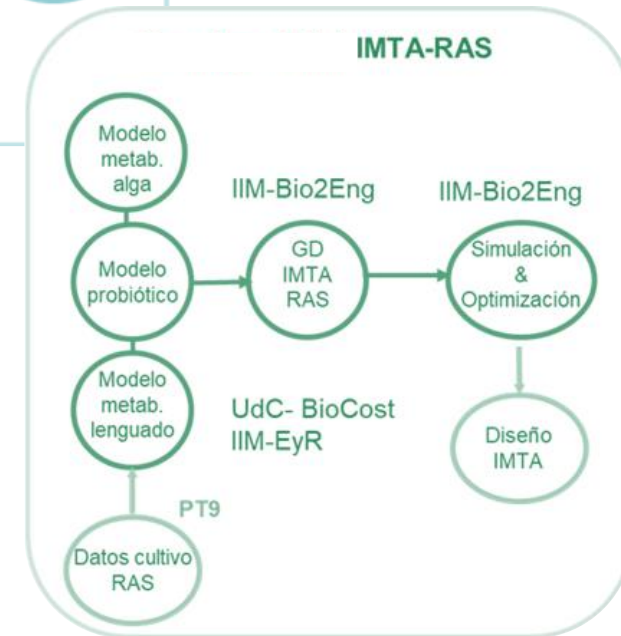 IMTA-RAS
Modelo
metab.
alga
IIM-Bio2Eng
IIM-Bio2Eng
Modelo
probiótico
GD
IMTA
RAS
Simulación
&
Optimización
Modelo
metab.
lenguado
UdC- BioCost
IIM-EyR
Diseño
IMTA
PT9
Datos cultivo
RAS